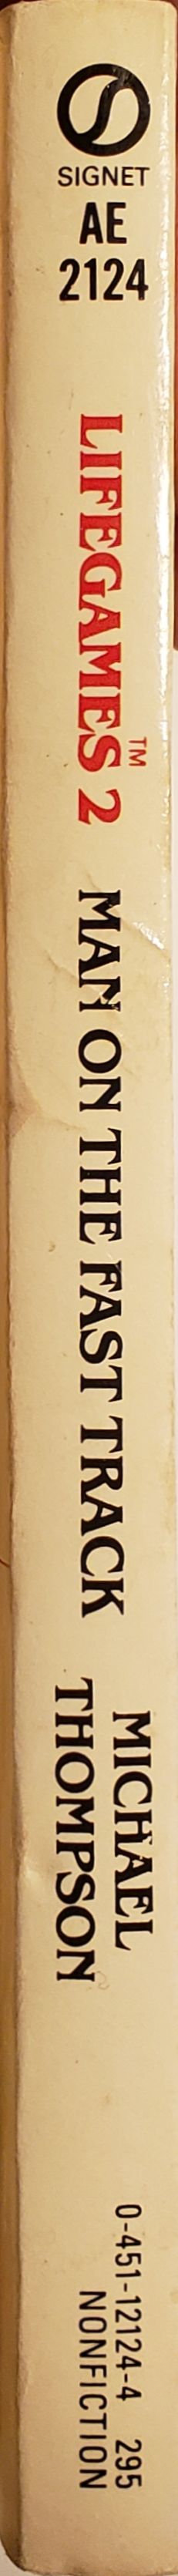 SIGNET
AE
2124
LIFEGAMES™ 2 MAN ON THE FAST TRACK
MICHAEL
THOMPSON
0-451-12124-4 295
NONFICTION